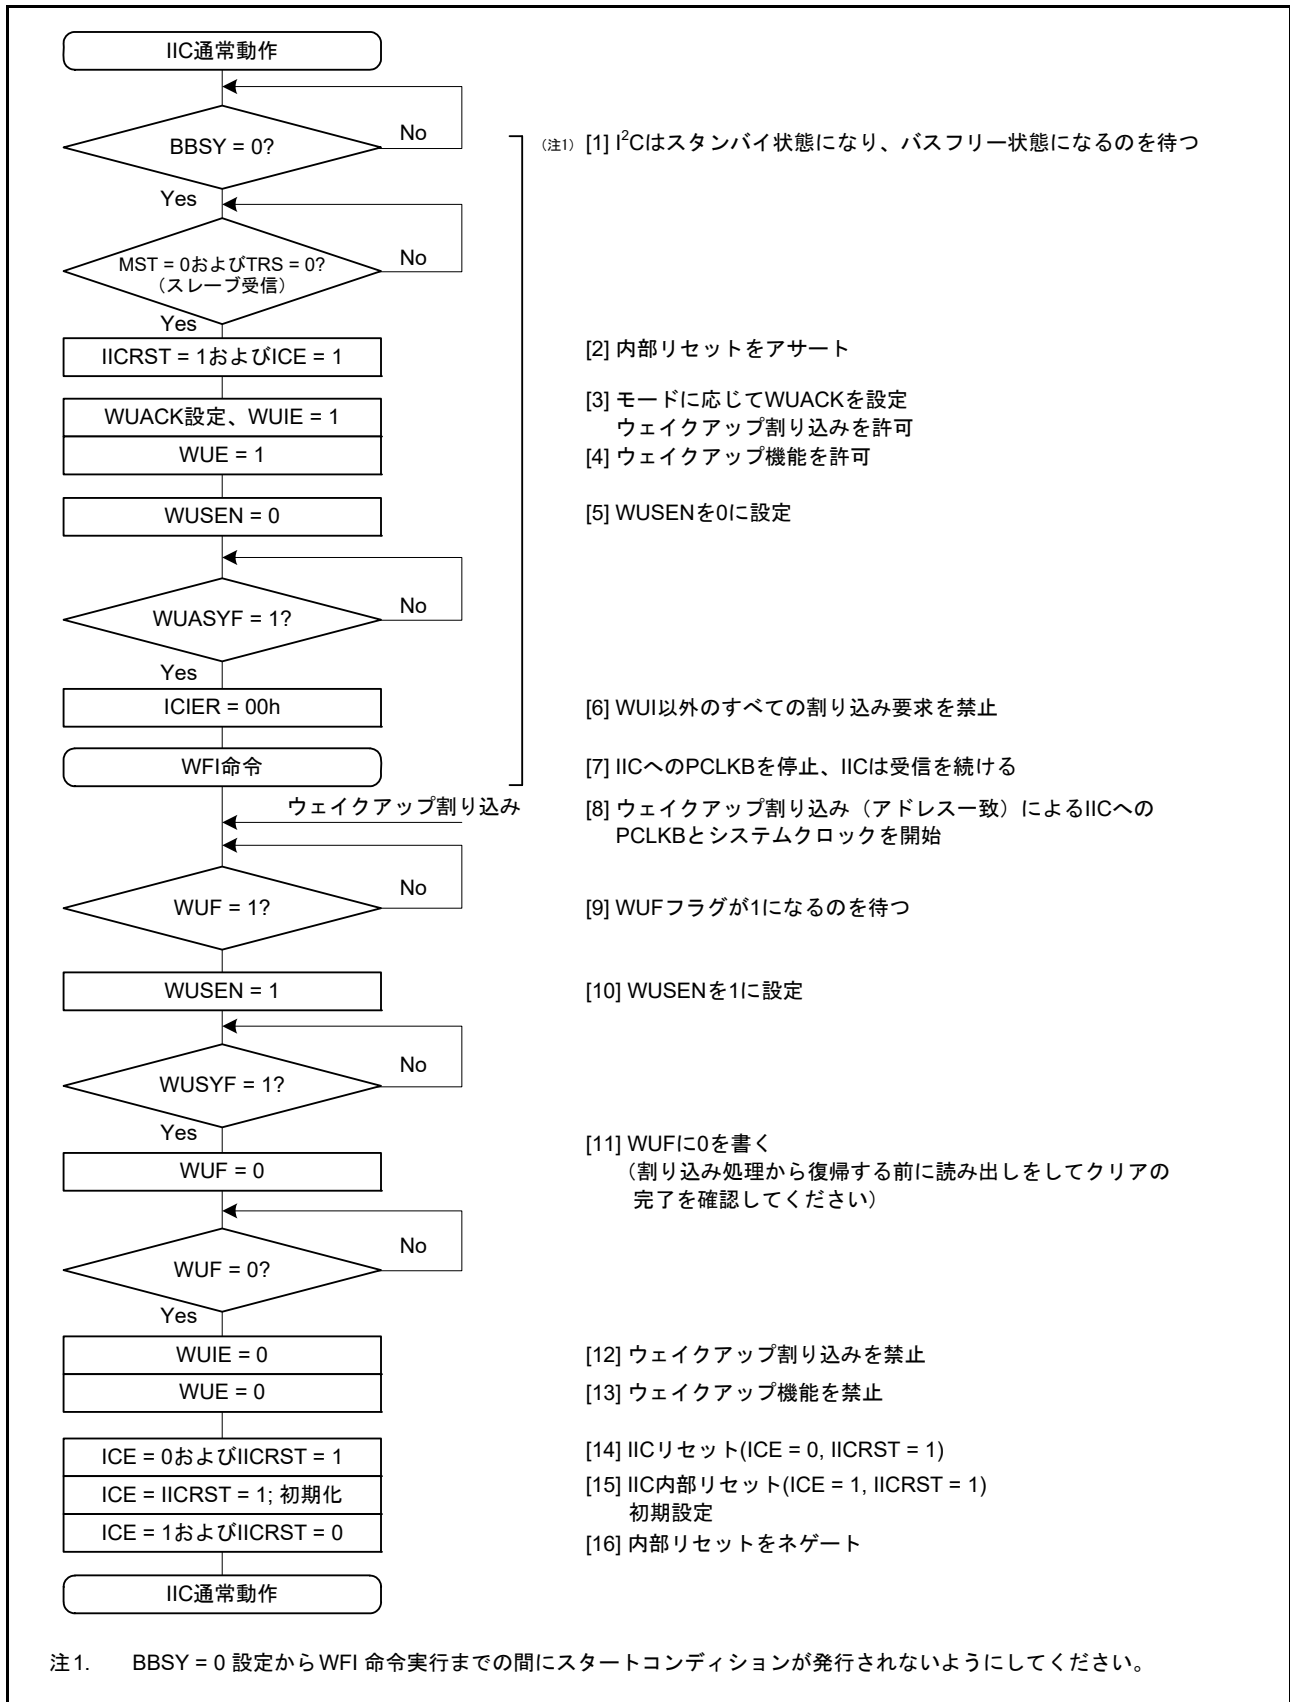 IIC通常動作
BBSY = 0?
No
(注1) [1] I²Cはスタンバイ状態になり、バスフリー状態になるのを待つ
Yes
MST = 0およびTRS = 0?
（スレーブ受信）
No
Yes
IICRST = 1およびICE = 1
[2] 内部リセットをアサート
WUACK設定、WUIE = 1
[3] モードに応じてWUACKを設定
ウェイクアップ割り込みを許可
WUE = 1
[4] ウェイクアップ機能を許可
WUSEN = 0
[5] WUSENを0に設定
WUASYF = 1?
No
Yes
ICIER = 00h
[6] WUI以外のすべての割り込み要求を禁止
WFI命令
[7] IICへのPCLKBを停止、IICは受信を続ける
ウェイクアップ割り込み
[8] ウェイクアップ割り込み（アドレス一致）によるIICへの
PCLKBとシステムクロックを開始
WUF = 1?
No
[9] WUFフラグが1になるのを待つ
WUSEN = 1
[10] WUSENを1に設定
WUSYF = 1?
No
Yes
WUF = 0
[11] WUFに0を書く
（割り込み処理から復帰する前に読み出しをしてクリアの
完了を確認してください）
WUF = 0?
No
Yes
WUIE = 0
[12] ウェイクアップ割り込みを禁止
WUE = 0
[13] ウェイクアップ機能を禁止
ICE = 0およびIICRST = 1
[14] IICリセット(ICE = 0, IICRST = 1)
ICE = IICRST = 1; 初期化
[15] IIC内部リセット(ICE = 1, IICRST = 1)
初期設定
ICE = 1およびIICRST = 0
[16] 内部リセットをネゲート
IIC通常動作
注1. BBSY = 0 設定からWFI 命令実行までの間にスタートコンディションが発行されないようにしてください。